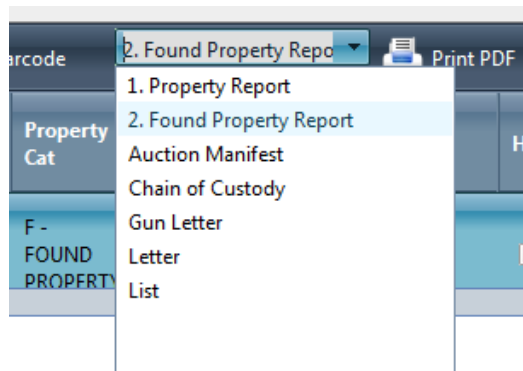 arcode
2. Found Property Repo
Print PDF
1. Property Report
2. Found Property Report
Auction Manifest
Chain of Custody
Gun Letter
Letter
List
Property
Cat
H
F -
FOUND
PROPERTY